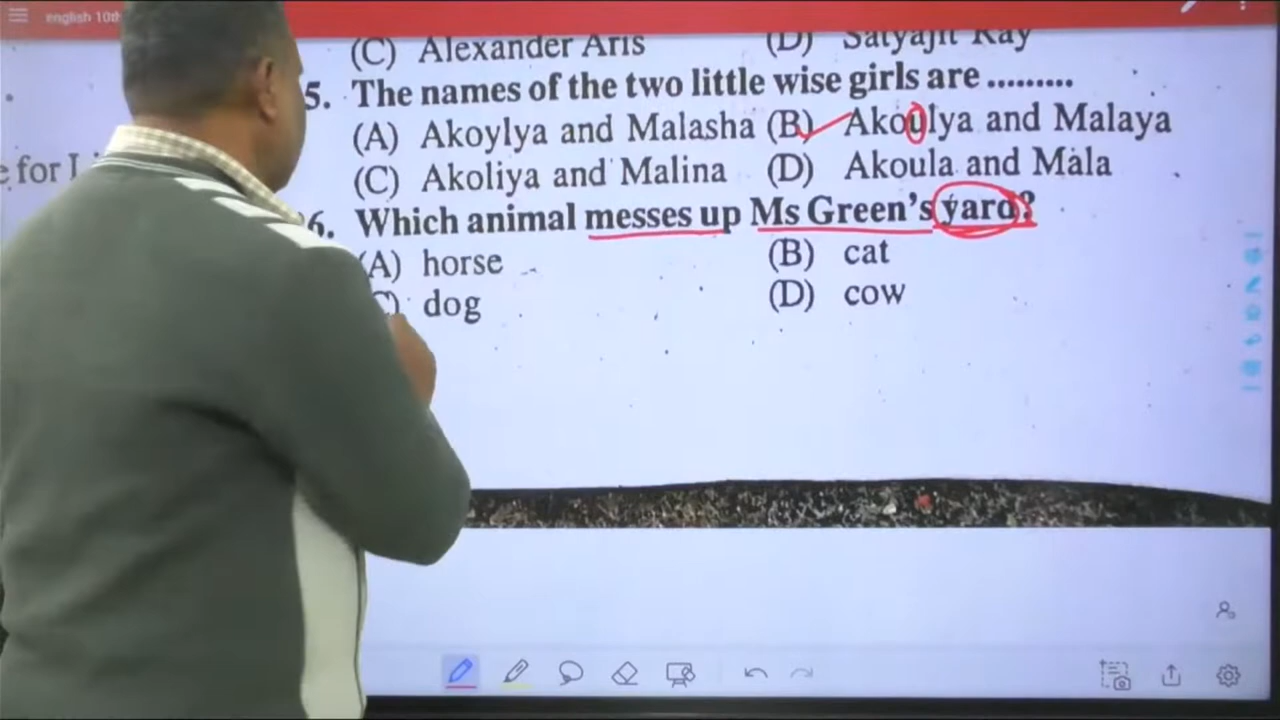 english 10th
(C) Alexander Aris (D) Satyajit Ray
5. The names of the two little wise girls are .........
(A) Akoylya and Malasha (B) Akoulya and Malaya
(C) Akoliya and Malina (D) Akoula and Mala
e for
6. Which animal messes up Ms Green's yard?
(A) horse (B) cat
(C) dog (D) cow